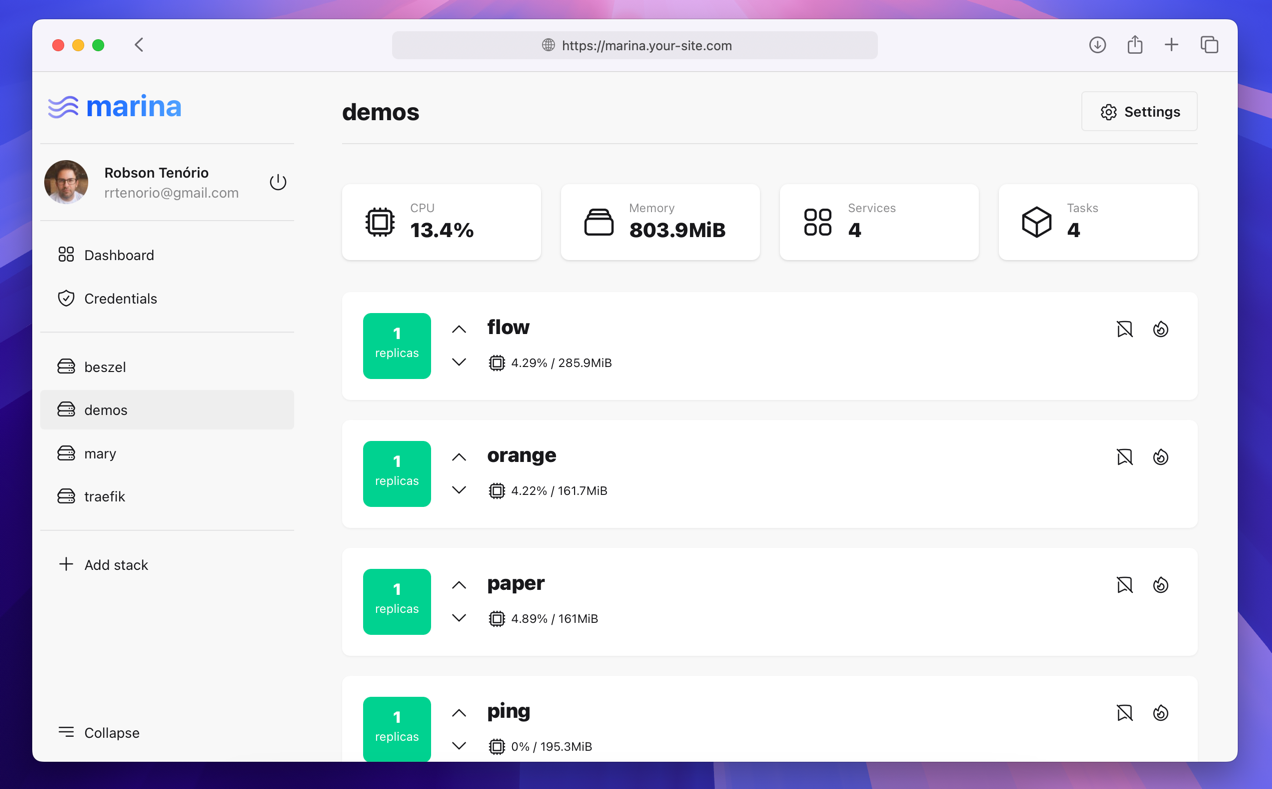 https://marina.your-site.com
marina
Robson Tenório
rrtenorio@gmail.com
Dashboard
Credentials
beszel
demos
mary
traefik
Add stack
Collapse
demos
Settings
CPU
13.4%
Memory
803.9MiB
Services
4
Tasks
4
1
replicas
flow
4.29% / 285.9MiB
1
replicas
orange
4.22% / 161.7MiB
1
replicas
paper
4.89% / 161MiB
1
replicas
ping
0% / 195.3MiB